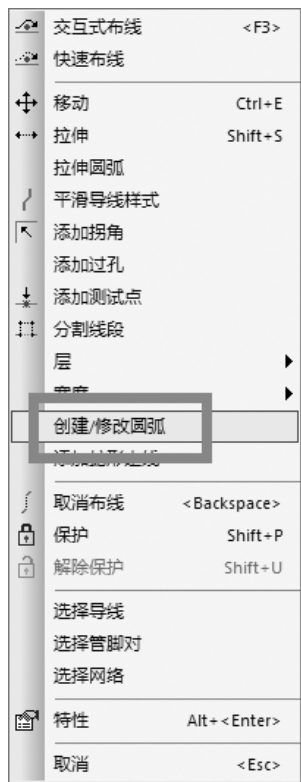 交互式布线 <F3>
快速布线
移动 Ctrl+E
拉伸 Shift+S
拉伸圆弧
平滑导线样式
添加拐角
添加过孔
添加测试点
分割线段
层
宽度
创建/修改圆弧
取消布线 <Backspace>
保护 Shift+P
解除保护 Shift+U
选择导线
选择管脚对
选择网络
特性 Alt+<Enter>
取消 <Esc>